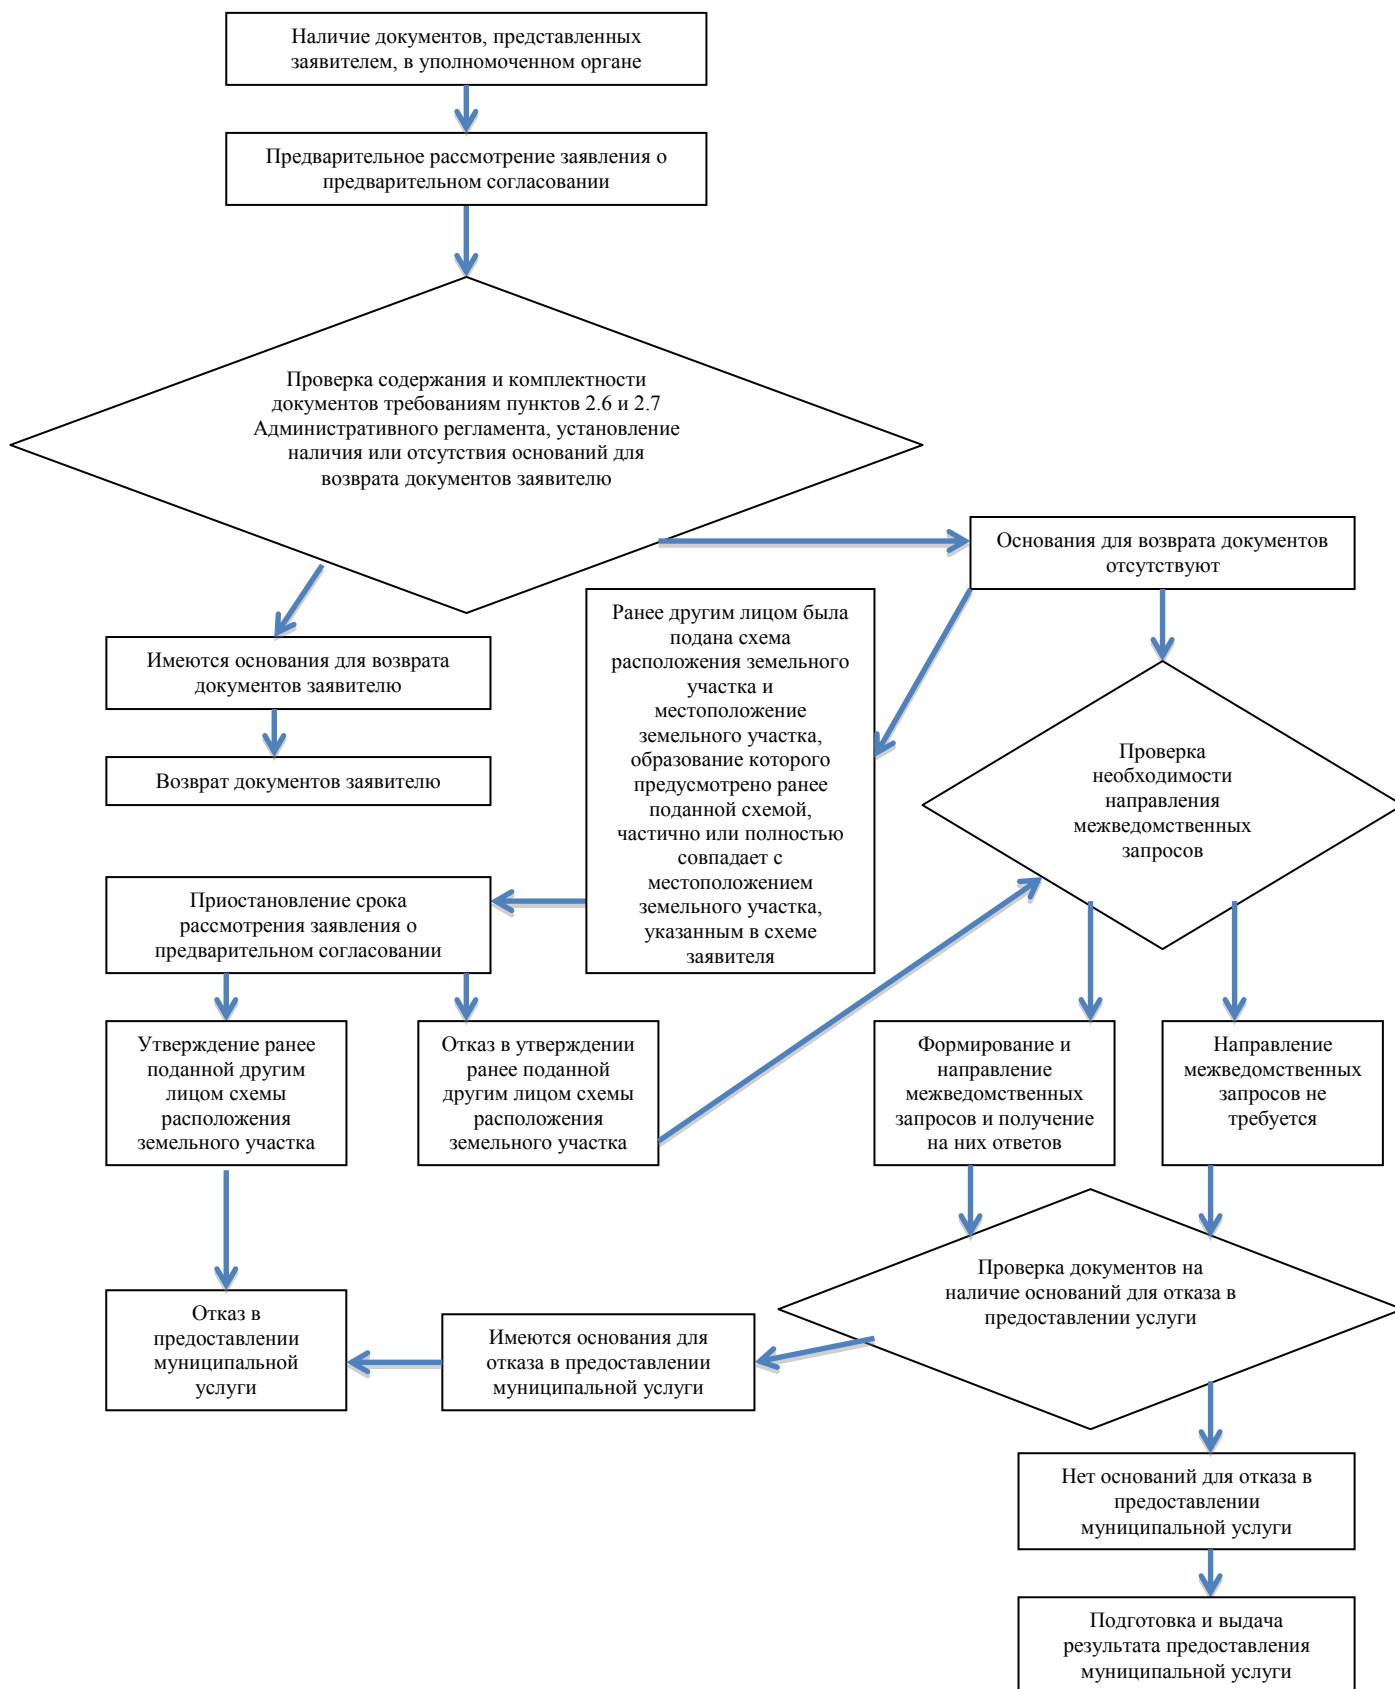 Наличие документов, представленных
заявителем, в уполномоченном органе
Предварительное рассмотрение заявления о
предварительном согласовании
Проверка содержания и комплектности
документов требованиям пунктов 2.6 и 2.7
Административного регламента, установление
наличия или отсутствия оснований для
возврата документов заявителю
Основания для возврата документов
отсутствуют
Имеются основания для возврата
документов заявителю
Возврат документов заявителю
Ранее другим лицом была
подана схема
расположения земельного
участка и
местоположение
земельного участка,
образование которого
предусмотрено ранее
поданной схемой,
частично или полностью
совпадает с
местоположением
земельного участка,
указанным в схеме
заявителя
Проверка
необходимости
направления
межведомственных
запросов
Приостановление срока
рассмотрения заявления о
предварительном согласовании
Утверждение ранее
поданной другим
лицом схемы
расположения
земельного участка
Отказ в утверждении
ранее поданной
другим лицом схемы
расположения
земельного участка
Формирование и
направление
межведомственных
запросов и получение
на них ответов
Направление
межведомственных
запросов не
требуется
Проверка документов на
наличие оснований для отказа в
предоставлении услуги
Отказ в
предоставлении
муниципальной
услуги
Имеются основания для
отказа в предоставлении
муниципальной услуги
Нет оснований для отказа в
предоставлении
муниципальной услуги
Подготовка и выдача
результата предоставления
муниципальной услуги